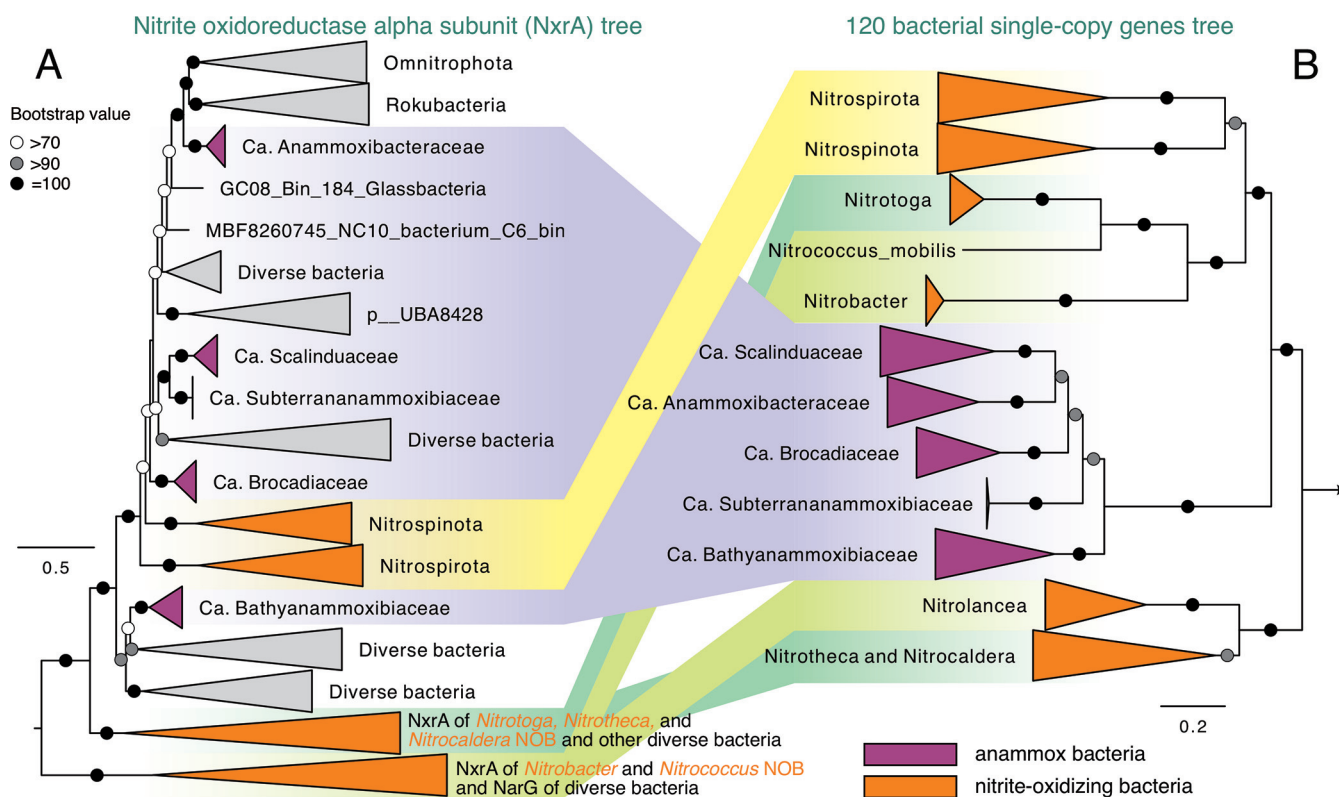 Nitrite oxidoreductase alpha subunit (NxrA) tree
A
Bootstrap value
>70
>90
=100
Omnitrophota
Rokubacteria
Ca. Anammoxibacteraceae
GC08_Bin_184_Glassbacteria
MBF8260745_NC10_bacterium_C6_bin
Diverse bacteria
p__UBA8428
Ca. Scalinduaceae
Ca. Subterrananammoxibiaceae
Diverse bacteria
Ca. Brocadiaceae
Nitrospinota
Nitrospirota
0.5
Ca. Bathyanammoxibiaceae
Diverse bacteria
Diverse bacteria
NxrA of Nitrotoga, Nitrotheca, and
Nitrocaldera NOB and other diverse bacteria
NxrA of Nitrobacter and Nitrococcus NOB
and NarG of diverse bacteria
120 bacterial single-copy genes tree
B
Nitrospirota
Nitrospinota
Nitrotoga
Nitrococcus_mobilis
Nitrobacter
Ca. Scalinduaceae
Ca. Anammoxibacteraceae
Ca. Brocadiaceae
Ca. Subterrananammoxibiaceae
Ca. Bathyanammoxibiaceae
Nitrolancea
Nitrotheca and Nitrocaldera
0.2
anammox bacteria
nitrite-oxidizing bacteria